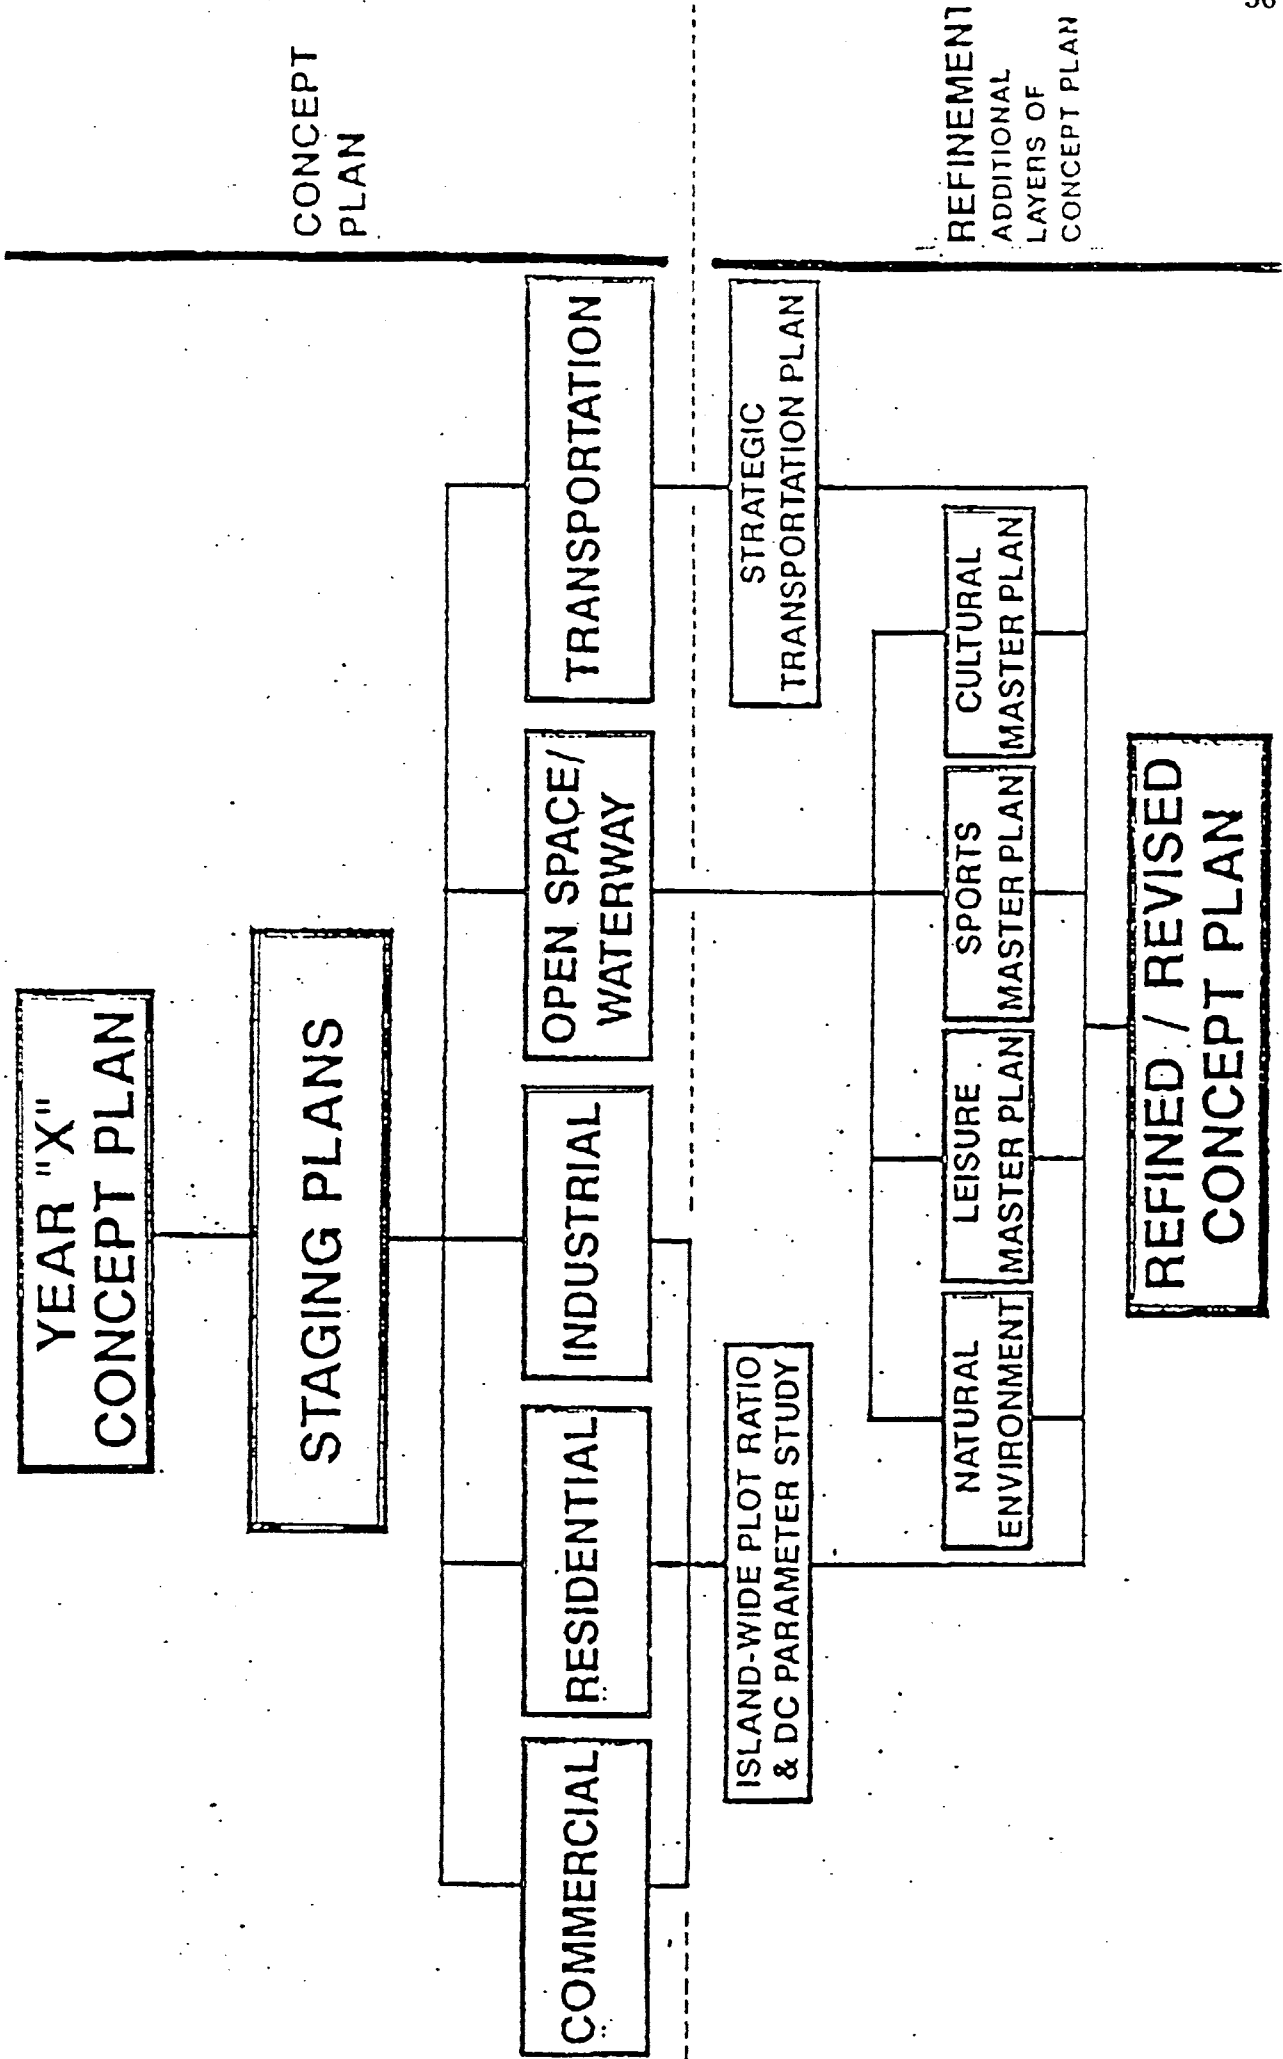 YEAR "X"
CONCEPT PLAN
STAGING PLANS
CONCEPT
PLAN
COMMERCIAL
RESIDENTIAL
INDUSTRIAL
OPEN SPACE/
WATERWAY
TRANSPORTATION
ISLAND-WIDE PLOT RATIO
& DC PARAMETER STUDY
STRATEGIC
TRANSPORTATION PLAN
NATURAL
ENVIRONMENT
LEISURE
MASTER PLAN
SPORTS
MASTER PLAN
CULTURAL
MASTER PLAN
REFINEMENT
ADDITIONAL
LAYERS OF
CONCEPT PLAN
REFINED / REVISED
CONCEPT PLAN